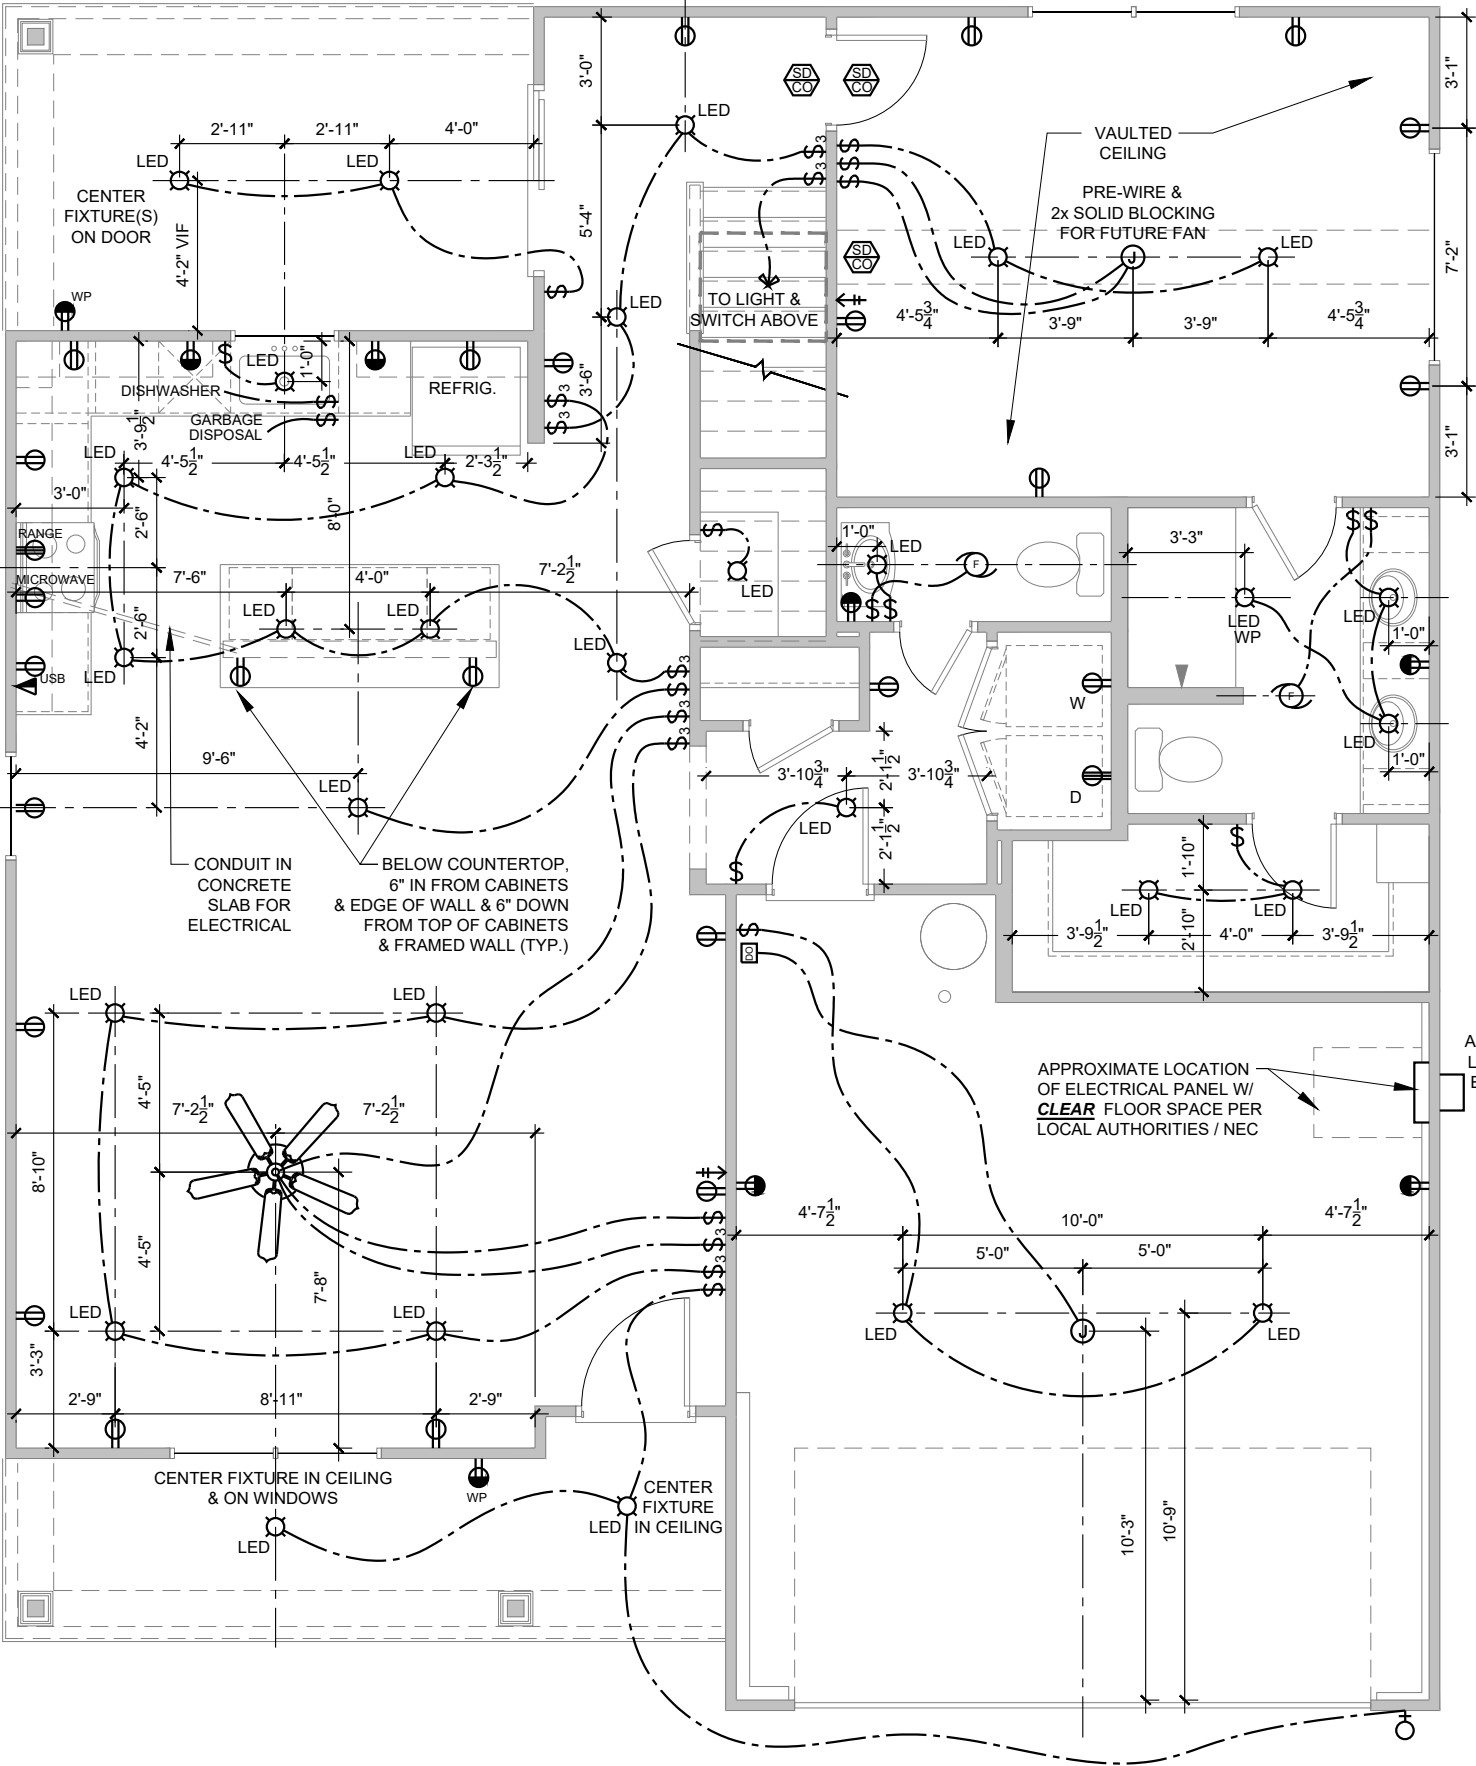 SD
CO
SD
CO
3'-0"
3'-1"
LED
2'-11"
2'-11"
4'-0"
VAULTED
CEILING
LED
LED
3
3
CENTER
FIXTURE(S)
ON DOOR
PRE-WIRE &
2x SOLID BLOCKING
FOR FUTURE FAN
4'-2" VIF
5'-4"
SD
CO
LED
J
LED
7'-2"
WP
LED
TO LIGHT &
SWITCH ABOVE
4'-5 3/4"
3'-9"
3'-9"
4'-5 3/4"
LED
1'-0"
DISHWASHER
REFRIG.
3'-6"
3
3
GARBAGE
DISPOSAL
3'-9 1/2"
LED
4'-5 1/2"
4'-5 1/2"
LED
2'-3 1/2"
3'-1"
3'-0"
2'-6"
8'-0"
RANGE
MICROWAVE
7'-6"
4'-0"
7'-2 1/2"
LED
1'-0"
LED
F
3'-3"
LED
LED
2'-6"
LED
WP
LED
1'-0"
LED
USB
LED
3
3
3
3
W
F
4'-2"
LED
1'-0"
9'-6"
LED
3'-10 3/4"
2'-1 1/2"
3'-10 3/4"
D
LED
2'-1 1/2"
CONDUIT IN
CONCRETE
SLAB FOR
ELECTRICAL
BELOW COUNTERTOP,
6" IN FROM CABINETS
& EDGE OF WALL & 6" DOWN
FROM TOP OF CABINETS
& FRAMED WALL (TYP.)
1'-10"
LED
LED
3'-9 1/2"
2'-10"
4'-0"
3'-9 1/2"
DO
LED
LED
APPROXIMATE LOCATION
OF ELECTRICAL PANEL W/
CLEAR FLOOR SPACE PER
LOCAL AUTHORITIES / NEC
A
L
E
4'-5"
7'-2 1/2"
7'-2 1/2"
8'-10"
4'-5"
7'-8"
3
3
4'-7 1/2"
10'-0"
4'-7 1/2"
5'-0"
5'-0"
LED
LED
LED
J
LED
3'-3"
2'-9"
8'-11"
2'-9"
CENTER FIXTURE IN CEILING
& ON WINDOWS
WP
CENTER
FIXTURE
IN CEILING
LED
LED
10'-3"
10'-9"